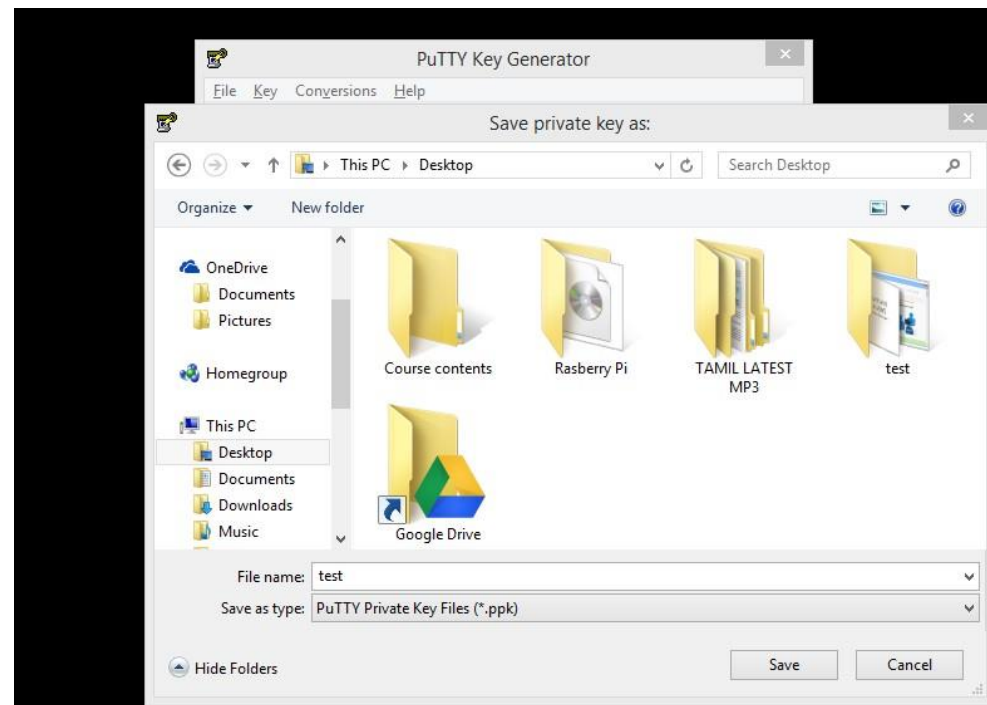 PuTTY Key Generator
File Key Conversions Help
Save private key as:
This PC Desktop Search Desktop
Organize New folder
OneDrive
Documents
Pictures
Homegroup
This PC
Desktop
Documents
Downloads
Music
Course contents
Rasberry Pi
TAMIL LATEST
MP3
test
Google Drive
File name: test
Save as type: PuTTY Private Key Files (*.ppk)
Hide Folders Save Cancel